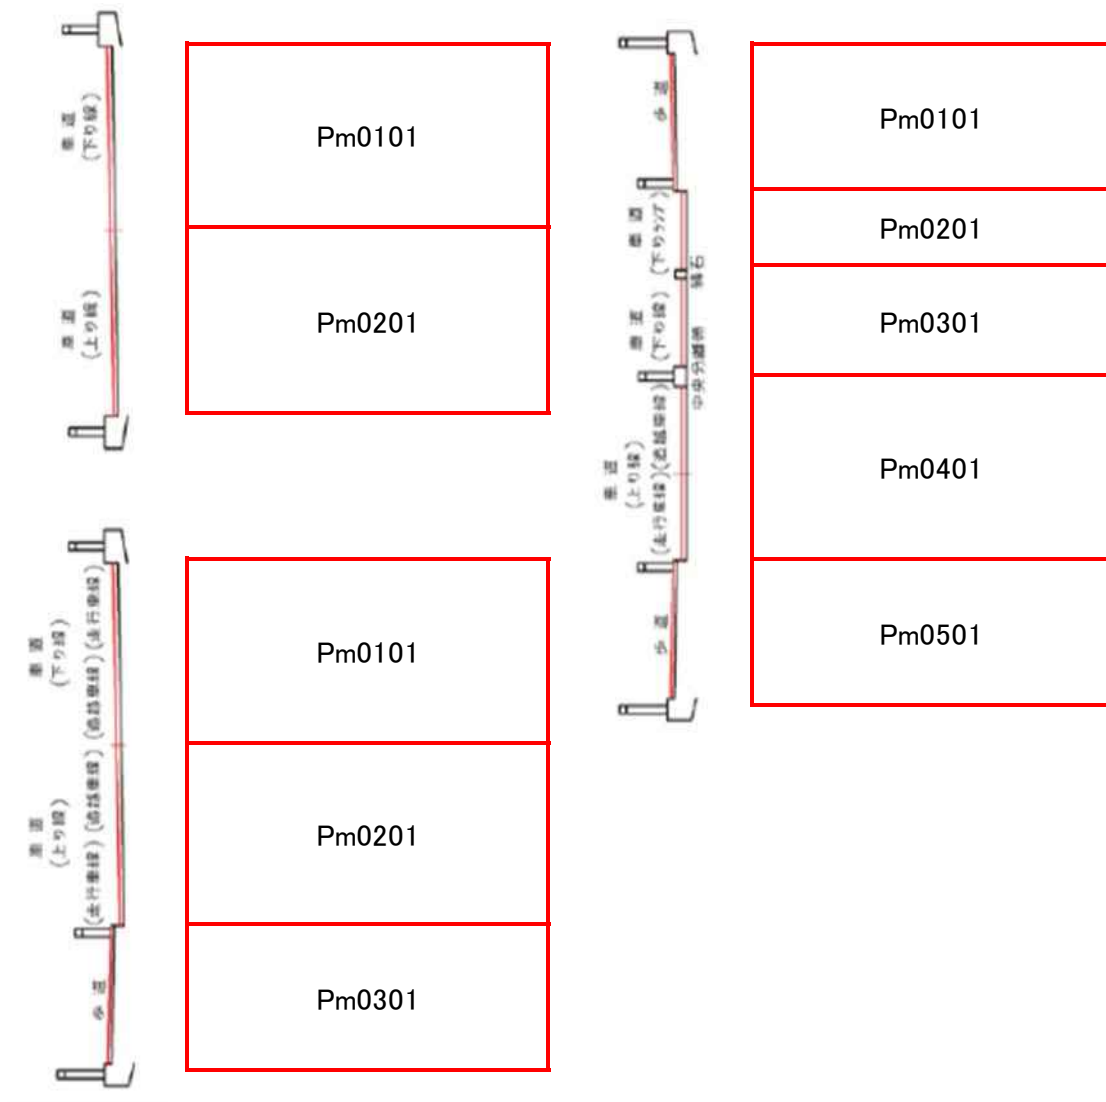 車道
(下り線)
車道
(上り線)
Pm0101
Pm0201
車道
(下り線)
(走行車線)
(追越車線)
車道
(上り線)
(追越車線)
(走行車線)
歩道
Pm0101
Pm0201
Pm0301
歩道
車道
(下りランプ)
縁石
車道
(下り線)
中央分離帯
車道
(上り線)
(追越車線)
(走行車線)
歩道
Pm0101
Pm0201
Pm0301
Pm0401
Pm0501